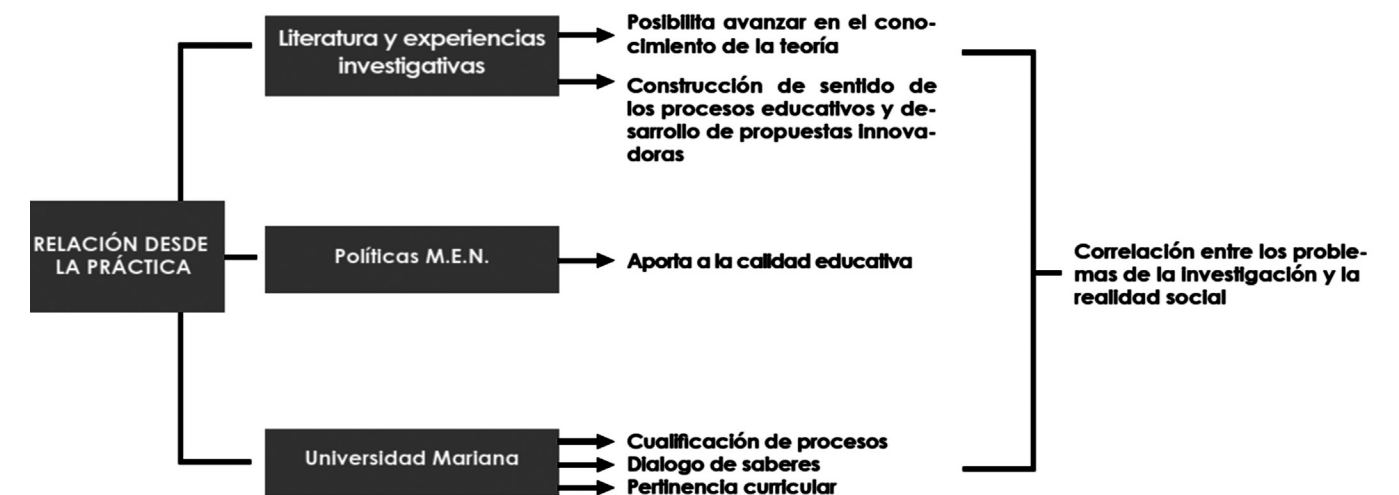 RELACIÓN DESDE
LA PRÁCTICA
Literatura y experiencias
investigativas
Posibilita avanzar en el cono-
cimiento de la teoría
Construcción de sentido de
los procesos educativos y de-
sarrollo de propuestas innova-
doras
Políticas M.E.N.
Aporta a la calidad educativa
Universidad Mariana
Cualificación de procesos
Dialogo de saberes
Pertinencia curricular
Correlación entre los proble-
mas de la investigación y la
realidad social